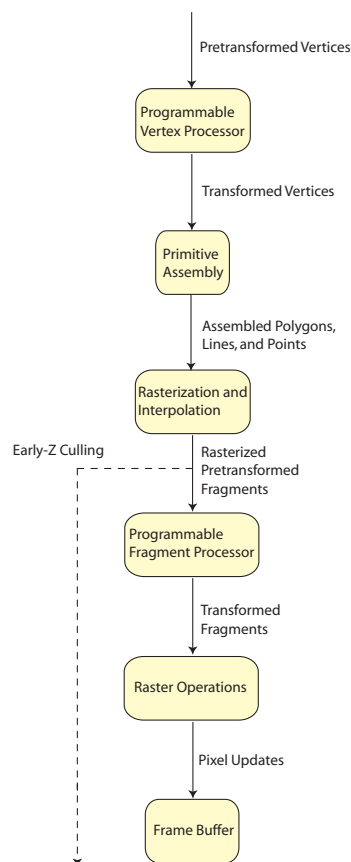 Pretransformed Vertices
Programmable
Vertex Processor
Transformed Vertices
Primitive
Assembly
Assembled Polygons,
Lines, and Points
Rasterization and
Interpolation
Early-Z Culling
Rasterized
Pretransformed
Fragments
Programmable
Fragment Processor
Transformed
Fragments
Raster Operations
Pixel Updates
Frame Buffer